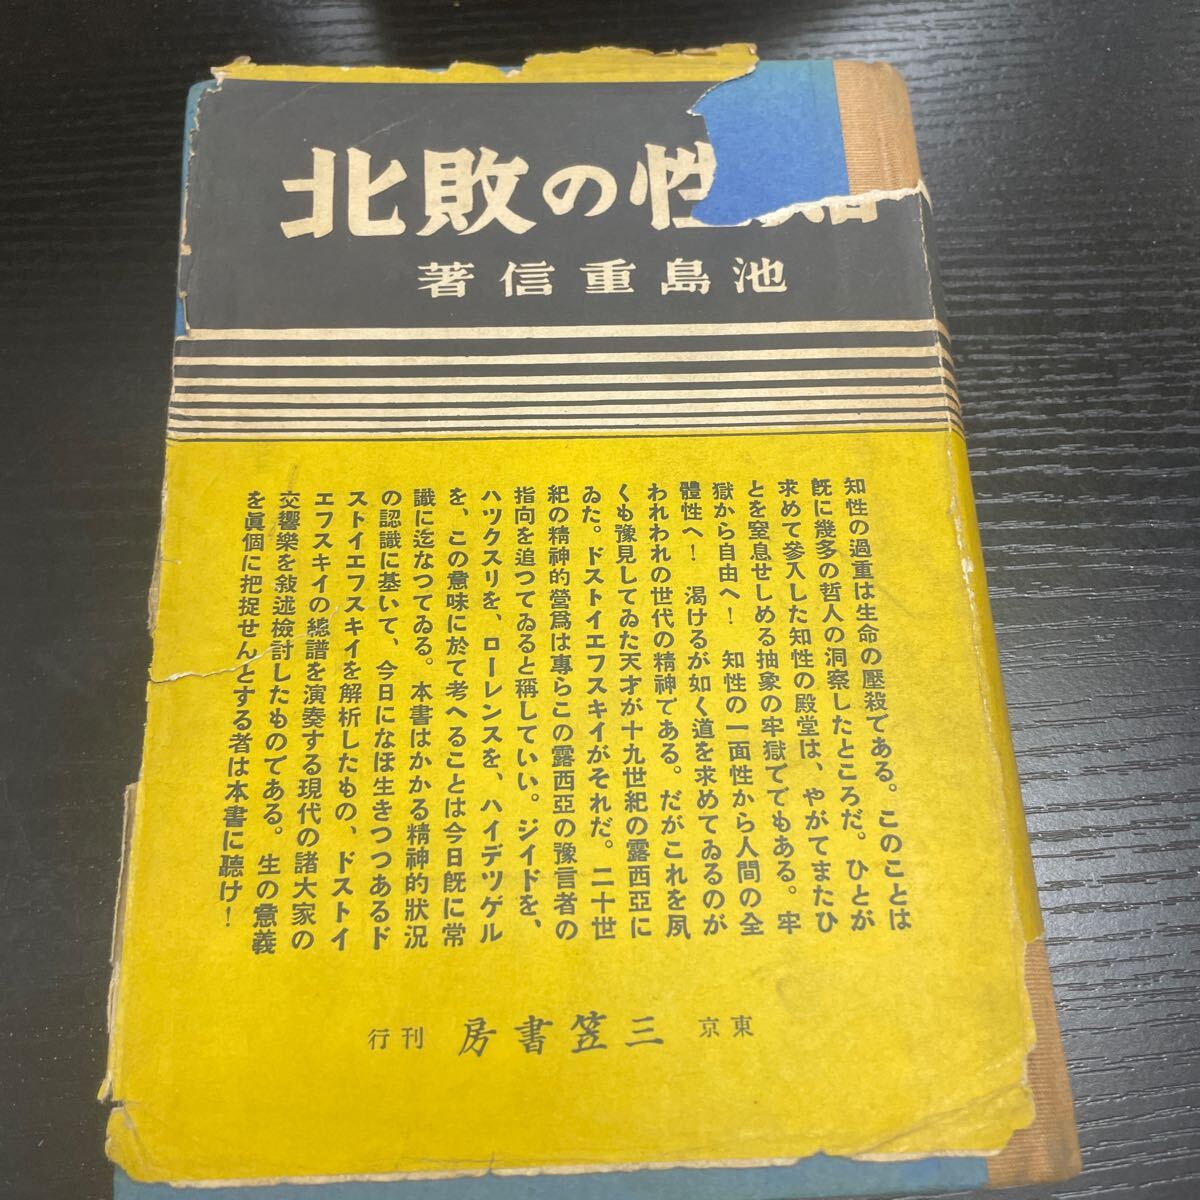 性の敗北
池島重信著
知性の過重は生命の壓殺である。このことは
既に幾多の哲人の洞察したところだ。ひとが
求めて參入した知性の殿堂は、やがてまたひ
とを窒息せしめる抽象の牢獄ででもある。牢
獄から自由へ！　知性の一面性から人間の全
體性へ！　渇けるが如く道を求めてゐるのが
われわれの世代の精神である。だがこれを夙
くも豫見してゐた天才が十九世紀の露西亞に
ゐた。ドストイエフスキイがそれだ。二十世
紀の精神的營爲は專らこの露西亞の豫言者の
指向を追つてゐると稱していい。ジイドを、
ハツクスリを、ローレンスを、ハイデツゲル
を、この意味に於て考へることは今日既に常
識に迄なつてゐる。本書はかかる精神的狀況
の認識に基いて、今日になほ生きつつあるド
ストイエフスキイを解析したもの、ドストイ
エフスキイの總譜を演奏する現代の諸大家の
交響樂を敍述檢討したものである。生の意義
を眞個に把捉せんとする者は本書に聽け！
東京 三笠書房 刊行